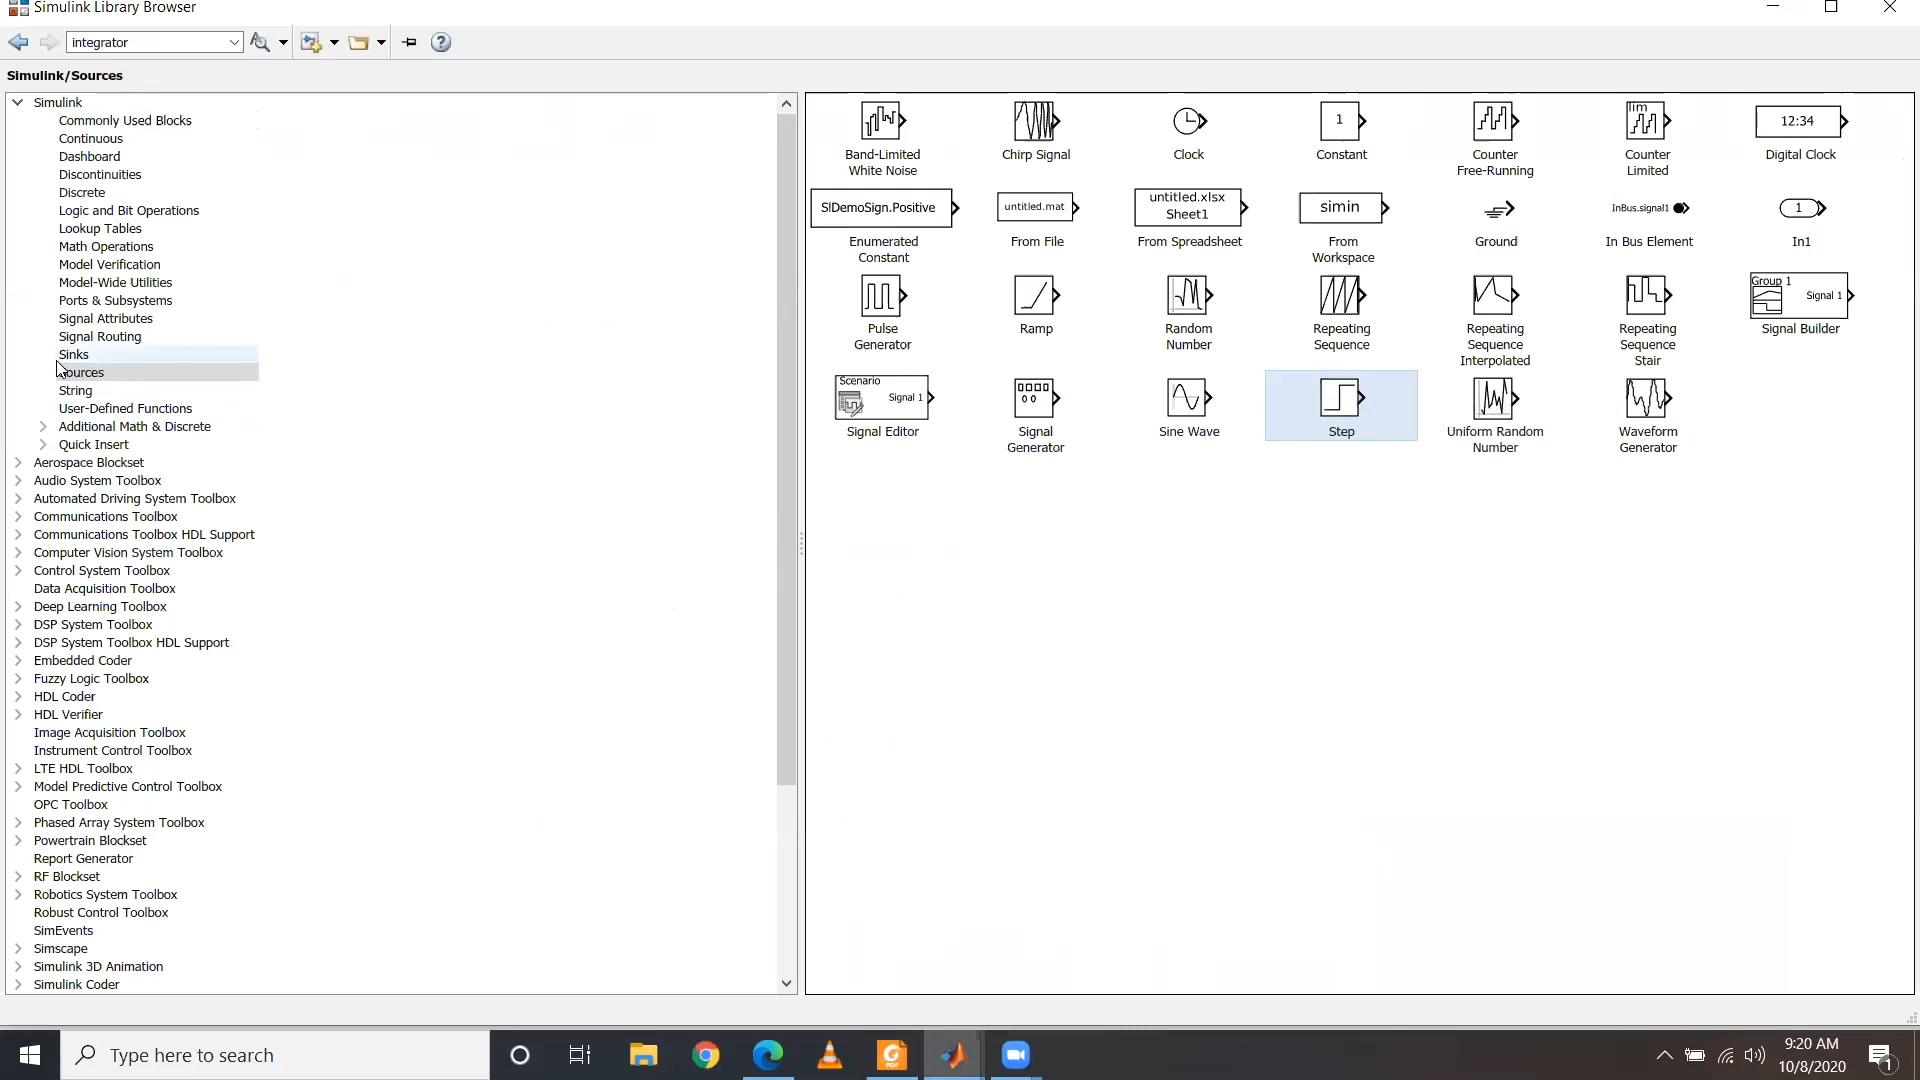 Simulink Library Browser
integrator
Simulink/Sources
Simulink
Commonly Used Blocks
Continuous
Dashboard
Discontinuities
Discrete
Logic and Bit Operations
Lookup Tables
Math Operations
Model Verification
Model-Wide Utilities
Ports & Subsystems
Signal Attributes
Signal Routing
Sinks
ources
String
User-Defined Functions
Additional Math & Discrete
Quick Insert
Aerospace Blockset
Audio System Toolbox
Automated Driving System Toolbox
Communications Toolbox
Communications Toolbox HDL Support
Computer Vision System Toolbox
Control System Toolbox
Data Acquisition Toolbox
Deep Learning Toolbox
DSP System Toolbox
DSP System Toolbox HDL Support
Embedded Coder
Fuzzy Logic Toolbox
HDL Coder
HDL Verifier
Image Acquisition Toolbox
Instrument Control Toolbox
LTE HDL Toolbox
Model Predictive Control Toolbox
OPC Toolbox
Phased Array System Toolbox
Powertrain Blockset
Report Generator
RF Blockset
Robotics System Toolbox
Robust Control Toolbox
SimEvents
Simscape
Simulink 3D Animation
Simulink Coder
1
lim
12:34
Band-Limited
White Noise
Chirp Signal
Clock
Constant
Counter
Free-Running
Counter
Limited
Digital Clock
SlDemoSign.Positive
untitled.mat
untitled.xlsx
Sheet1
simin
InBus.signal1
1
Enumerated
Constant
From File
From Spreadsheet
From
Workspace
Ground
In Bus Element
In1
Group 1
Signal 1
Pulse
Generator
Ramp
Random
Number
Repeating
Sequence
Repeating
Sequence
Interpolated
Repeating
Sequence
Stair
Signal Builder
Scenario
Signal 1
Signal Editor
Signal
Generator
Sine Wave
Step
Uniform Random
Number
Waveform
Generator
Type here to search
PDF
9:20 AM
10/8/2020
1